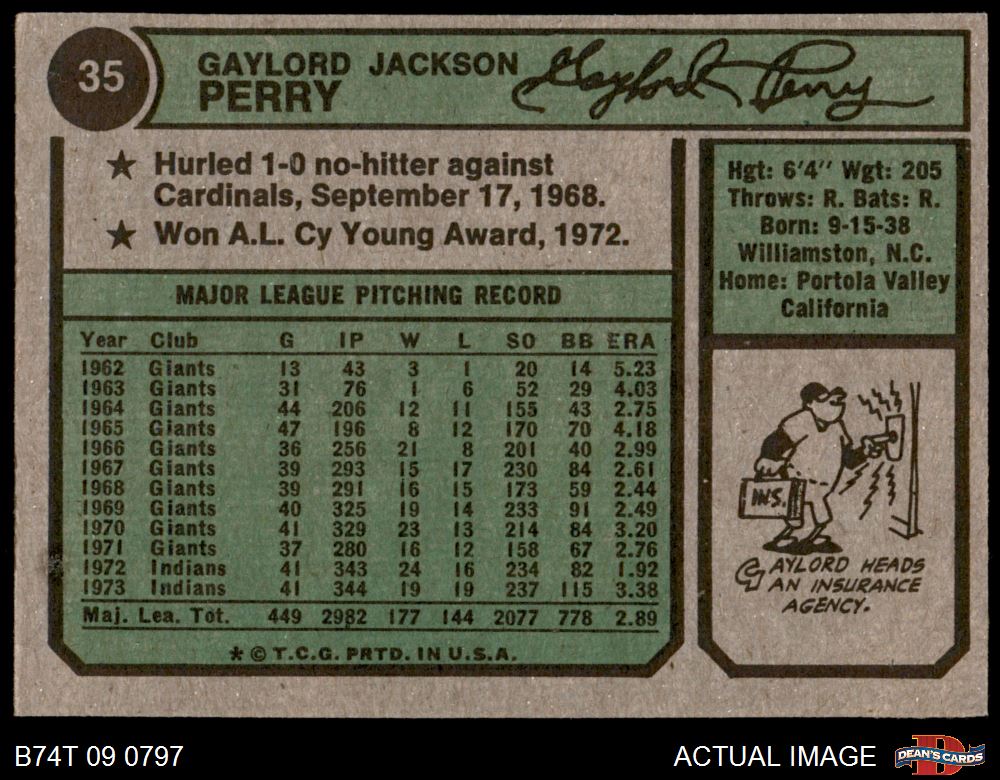 35
GAYLORD JACKSON
PERRY
Gaylord Perry
★ Hurled 1-0 no-hitter against
Cardinals, September 17, 1968.
★ Won A.L. Cy Young Award, 1972.
MAJOR LEAGUE PITCHING RECORD
Year Club G IP W L SO BB ERA
1962 Giants 13 43 3 1 20 14 5.23
1963 Giants 31 76 1 6 52 29 4.03
1964 Giants 44 206 12 11 155 43 2.75
1965 Giants 47 196 8 12 170 70 4.18
1966 Giants 36 256 21 8 201 40 2.99
1967 Giants 39 293 15 17 230 84 2.61
1968 Giants 39 291 16 15 173 59 2.44
1969 Giants 40 325 19 14 233 91 2.49
1970 Giants 41 329 23 13 214 84 3.20
1971 Giants 37 280 16 12 158 67 2.76
1972 Indians 41 343 24 16 234 82 1.92
1973 Indians 41 344 19 19 237 115 3.38
Maj. Lea. Tot. 449 2982 177 144 2077 778 2.89
* © T.C.G. PRTD. IN U.S.A.
Hgt: 6'4" Wgt: 205
Throws: R. Bats: R.
Born: 9-15-38
Williamston, N.C.
Home: Portola Valley
California
INS.
GAYLORD HEADS
AN INSURANCE
AGENCY.
B74T 09 0797
ACTUAL IMAGE
D
DEAN'S CARDS